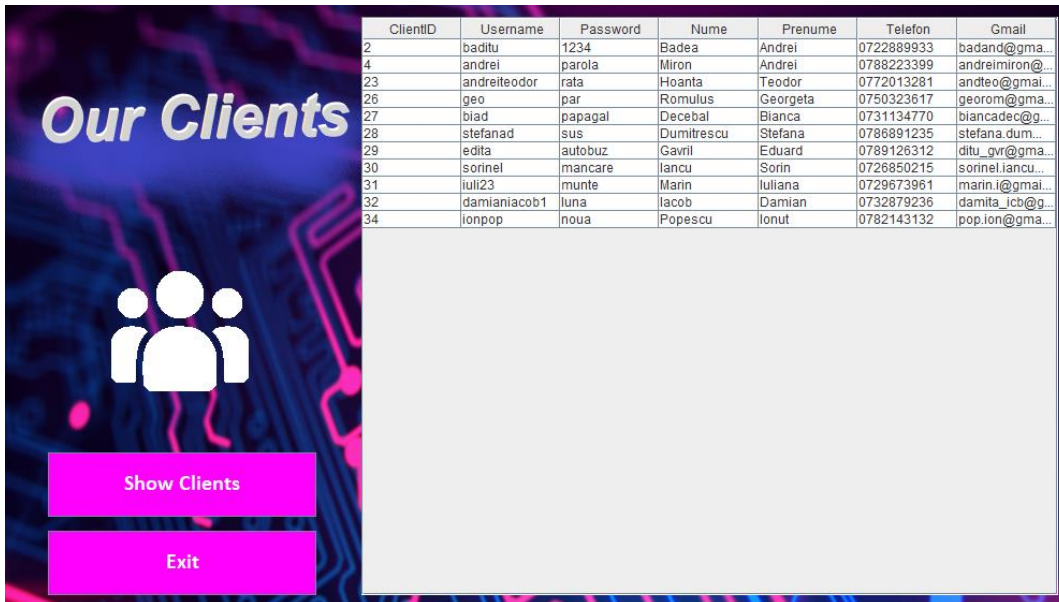 Our Clients
Show Clients
Exit
ClientID Username Password Nume Prenume Telefon Gmail
2 baditu 1234 Badea Andrei 0722889933 badand@gma...
4 andrei parola Miron Andrei 0788223399 andreimiron@...
23 andreiteodor rata Hoanta Teodor 0772013281 andteo@gmai...
26 geo par Romulus Georgeta 0750323617 georom@gma...
27 biad papagal Decebal Bianca 0731134770 biancadec@g...
28 stefanad sus Dumitrescu Stefana 0786891235 stefana.dum...
29 edita autobuz Gavril Eduard 0789126312 ditu_gvr@gma...
30 sorinel mancare Iancu Sorin 0726850215 sorinel.iancu...
31 iuli23 munte Marin Iuliana 0729673961 marin.i@gmai...
32 damianiacob1 luna Iacob Damian 0732879236 damita_icb@g...
34 ionpop noua Popescu Ionut 0782143132 pop.ion@gma...